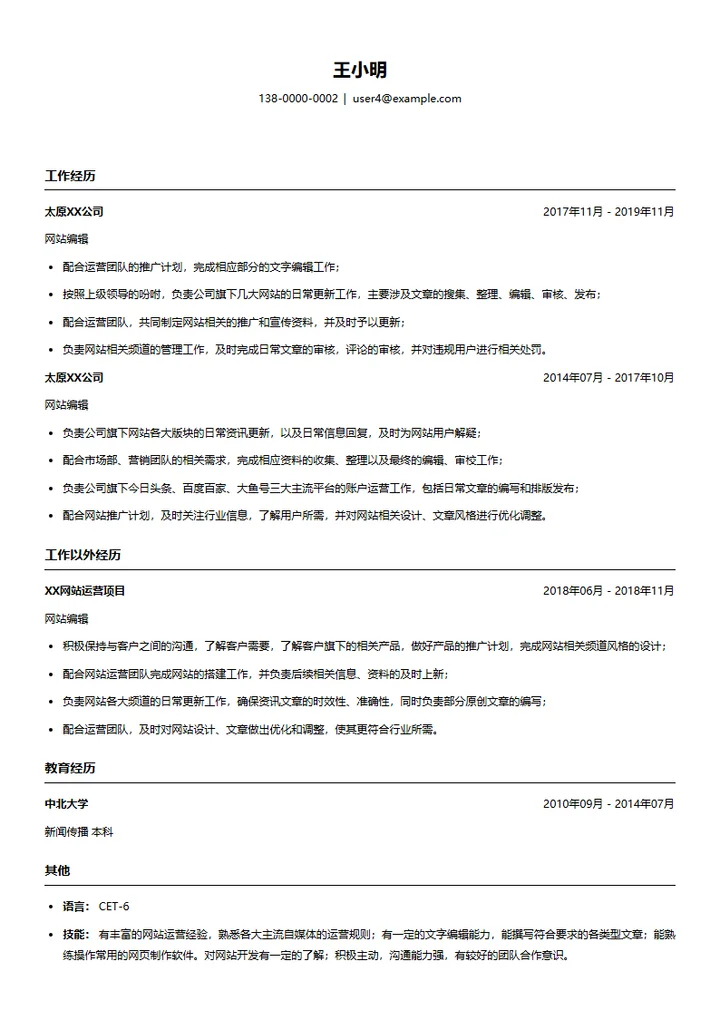 王小明
138-0000-0002 | user4@example.com
工作经历
太原XX公司 2017年11月 - 2019年11月
网站编辑
• 配合运营团队的推广计划，完成相应部分的文字编辑工作；
• 按照上级领导的吩咐，负责公司旗下几大网站的日常更新工作，主要涉及文章的搜集、整理、编辑、审核、发布；
• 配合运营团队，共同制定网站相关的推广和宣传资料，并及时予以更新；
• 负责网站相关频道的管理工作，及时完成日常文章的审核，评论的审核，并对违规用户进行相关处罚。
太原XX公司 2014年07月 - 2017年10月
网站编辑
• 负责公司旗下网站各大版块的日常资讯更新，以及日常信息回复，及时为网站用户解疑；
• 配合市场部、营销团队的相关需求，完成相应资料的收集、整理以及最终的编辑、审校工作；
• 负责公司旗下今日头条、百度百家、大鱼号三大主流平台的账户运营工作，包括日常文章的编写和排版发布；
• 配合网站推广计划，及时关注行业信息，了解用户所需，并对网站相关设计、文章风格进行优化调整。
工作以外经历
XX网站运营项目 2018年06月 - 2018年11月
网站编辑
• 积极保持与客户之间的沟通，了解客户需要，了解客户旗下的相关产品，做好产品的推广计划，完成网站相关频道风格的设计；
• 配合网站运营团队完成网站的搭建工作，并负责后续相关信息、资料的及时上新；
• 负责网站各大频道的日常更新工作，确保资讯文章的时效性、准确性，同时负责部分原创文章的编写；
• 配合运营团队，及时对网站设计、文章做出优化和调整，使其更符合行业所需。
教育经历
中北大学 2010年09月 - 2014年07月
新闻传播 本科
其他
• 语言： CET-6
• 技能： 有丰富的网站运营经验，熟悉各大主流自媒体的运营规则；有一定的文字编辑能力，能撰写符合要求的各类型文章；能熟
练操作常用的网页制作软件。对网站开发有一定的了解；积极主动，沟通能力强，有较好的团队合作意识。